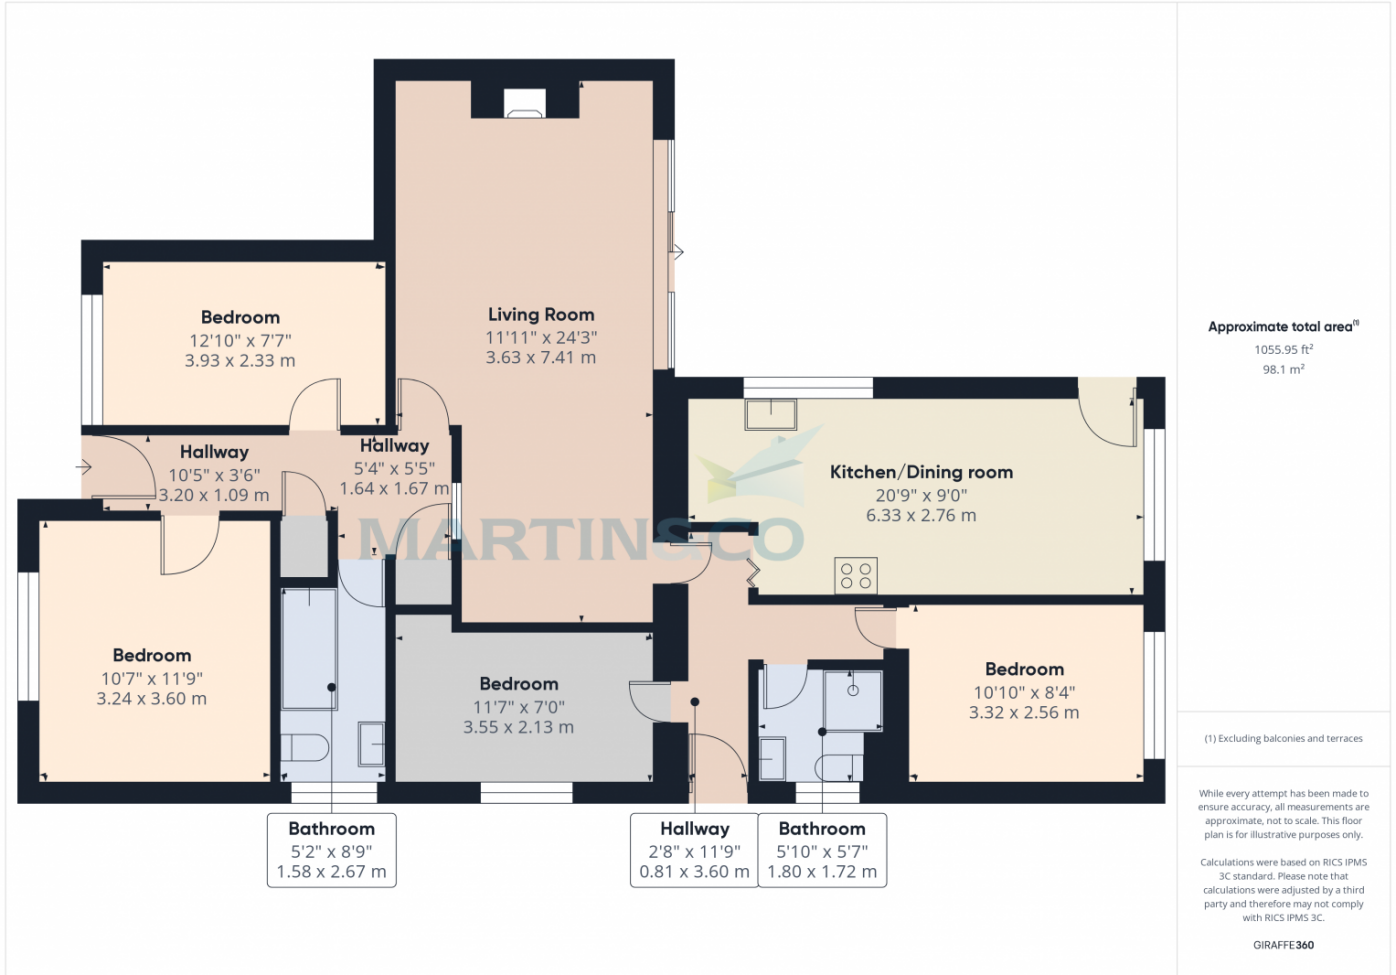 Living Room
11'11" x 24'3"
3.63 x 7.41 m
Bedroom
12'10" x 7'7"
3.93 x 2.33 m
Hallway
10'5" x 3'6"
3.20 x 1.09 m
Hallway
5'4" x 5'5"
1.64 x 1.67 m
Kitchen/Dining room
20'9" x 9'0"
6.33 x 2.76 m
MARTIN&CO
Bedroom
10'7" x 11'9"
3.24 x 3.60 m
Bedroom
11'7" x 7'0"
3.55 x 2.13 m
Bedroom
10'10" x 8'4"
3.32 x 2.56 m
Bathroom
5'2" x 8'9"
1.58 x 2.67 m
Hallway
2'8" x 11'9"
0.81 x 3.60 m
Bathroom
5'10" x 5'7"
1.80 x 1.72 m
Approximate total area(1)
1055.95 ft²
98.1 m²
(1) Excluding balconies and terraces
While every attempt has been made to
ensure accuracy, all measurements are
approximate, not to scale. This floor
plan is for illustrative purposes only.
Calculations were based on RICS IPMS
3C standard. Please note that
calculations were adjusted by a third
party and therefore may not comply
with RICS IPMS 3C.
GIRAFFE360